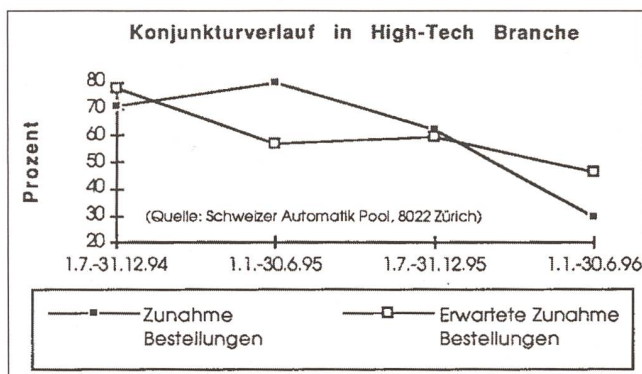 Konjunkturverlauf in High-Tech Branche
Prozent
80
70
60
50
40
30
20
(Quelle: Schweizer Automatik Pool, 8022 Zürich)
1.7.-31.12.94 1.1.-30.6.95 1.7.-31.12.95 1.1.-30.6.96
Zunahme Bestellungen
Erwartete Zunahme Bestellungen